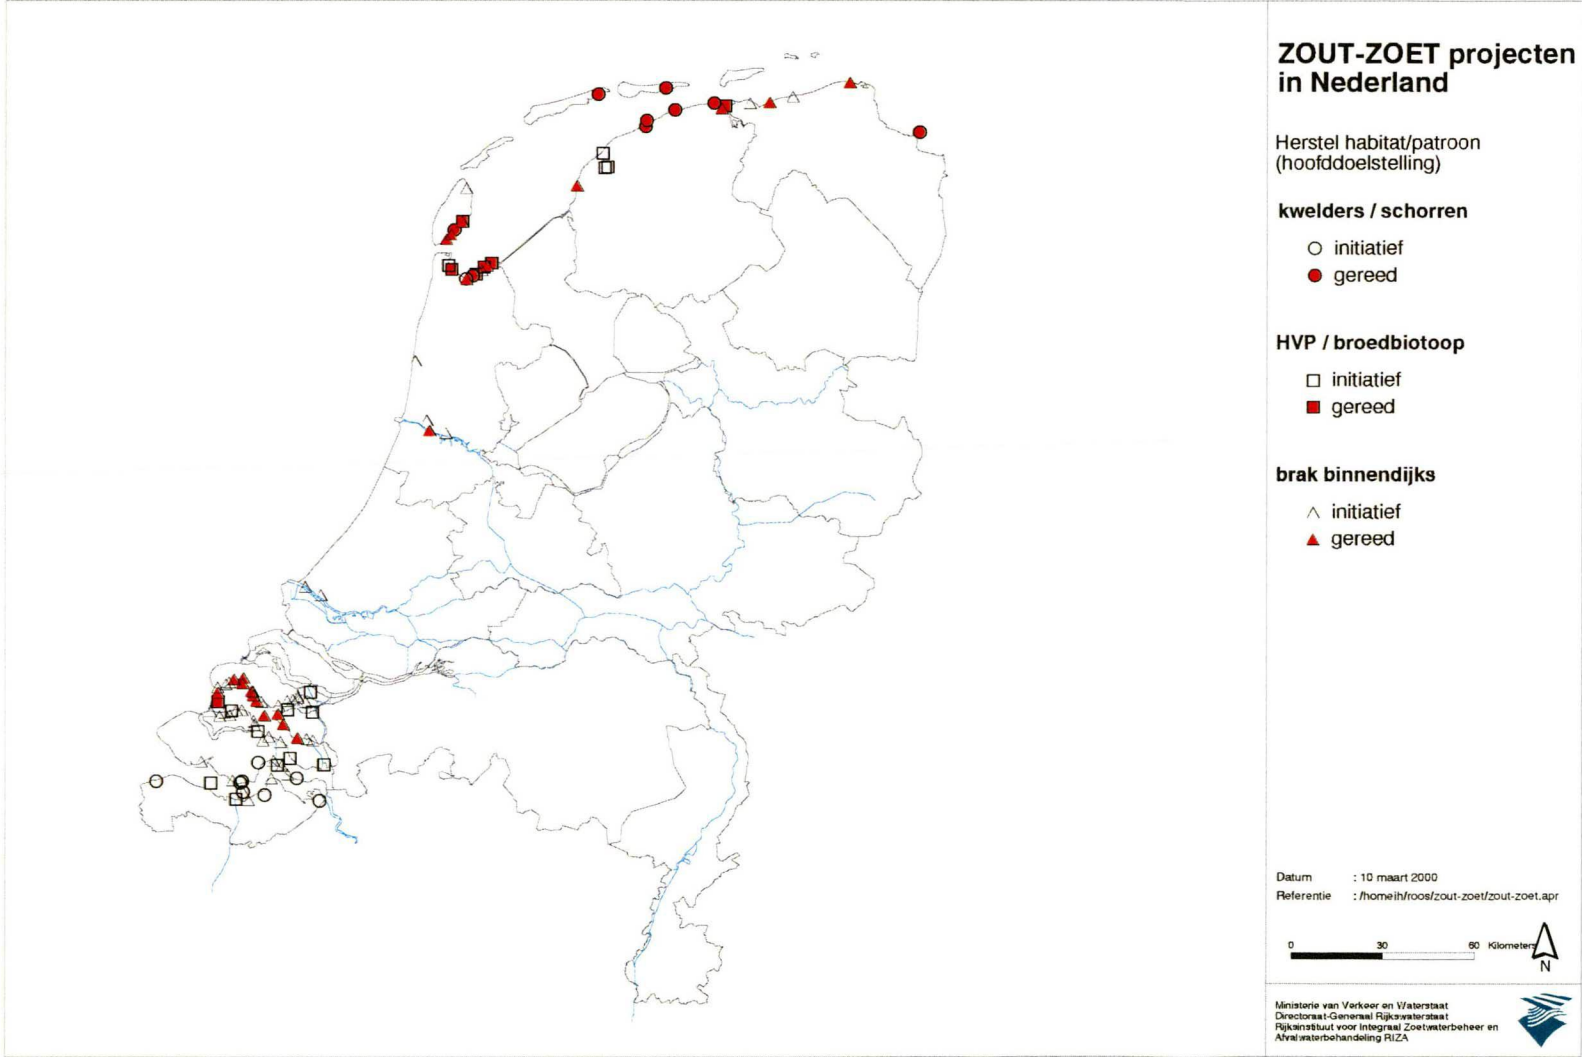 ZOUT-ZOET projecten
in Nederland
Herstel habitat/patroon
(hoofddoelstelling)
kwelders / schorren
initiatief
gereed
HVP / broedbiotoop
initiatief
gereed
brak binnendijks
initiatief
gereed
Datum : 10 maart 2000
Referentie : /home/ih/roos/zout-zoet/zout-zoet.apr
0 30 60 Kilometers
N
Ministerie van Verkeer en Waterstaat
Directoraat-Generaal Rijkswaterstaat
Rijksinstituut voor Integraal Zoetwaterbeheer en
Afvalwaterbehandeling RIZA